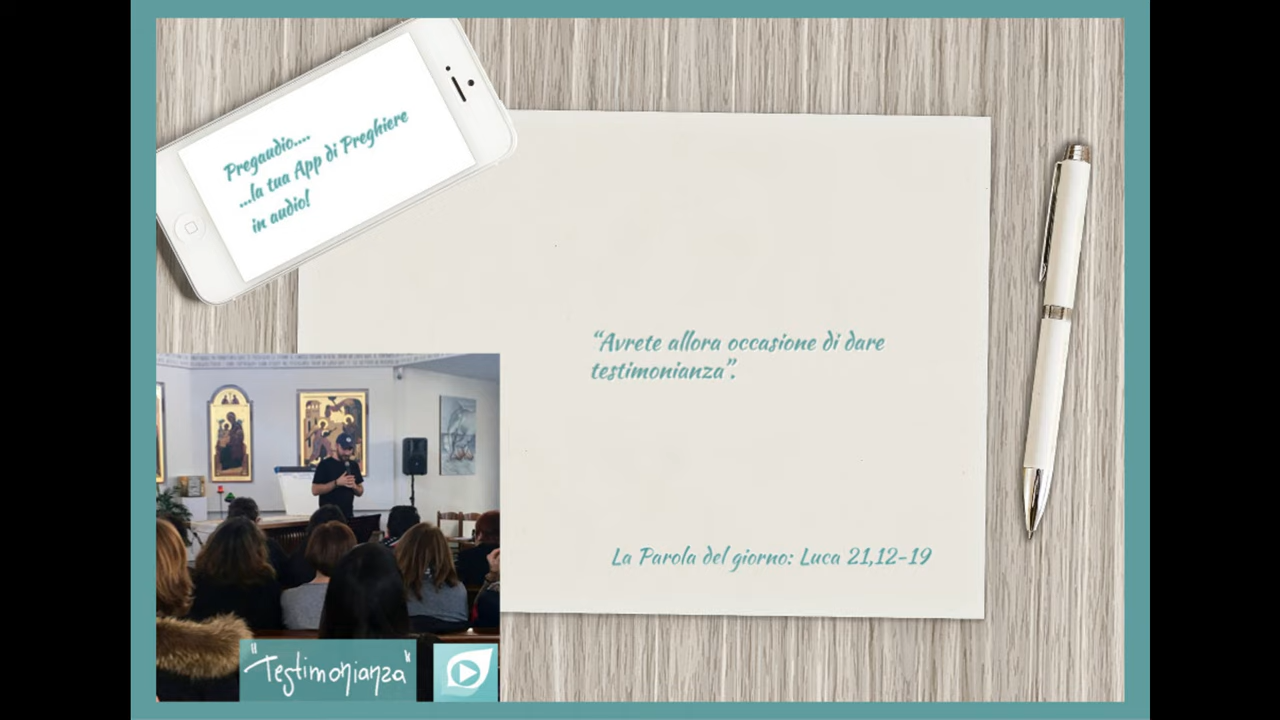 Pregaudio....
...la tua App di Preghiere
in audio!
“Avrete allora occasione di dare
testimonianza”.
La Parola del giorno: Luca 21,12-19
"Testimonianza"